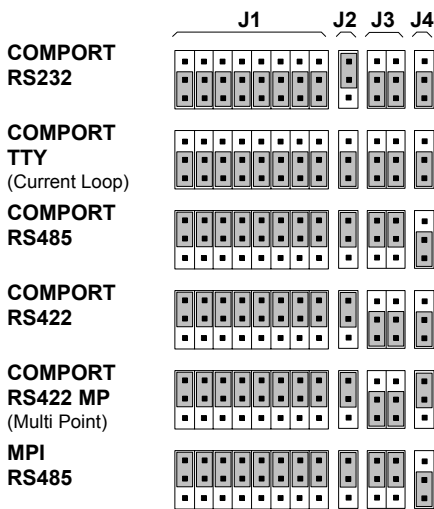 J1 J2 J3 J4
COMPORT
RS232
COMPORT
TTY
(Current Loop)
COMPORT
RS485
COMPORT
RS422
COMPORT
RS422 MP
(Multi Point)
MPI
RS485